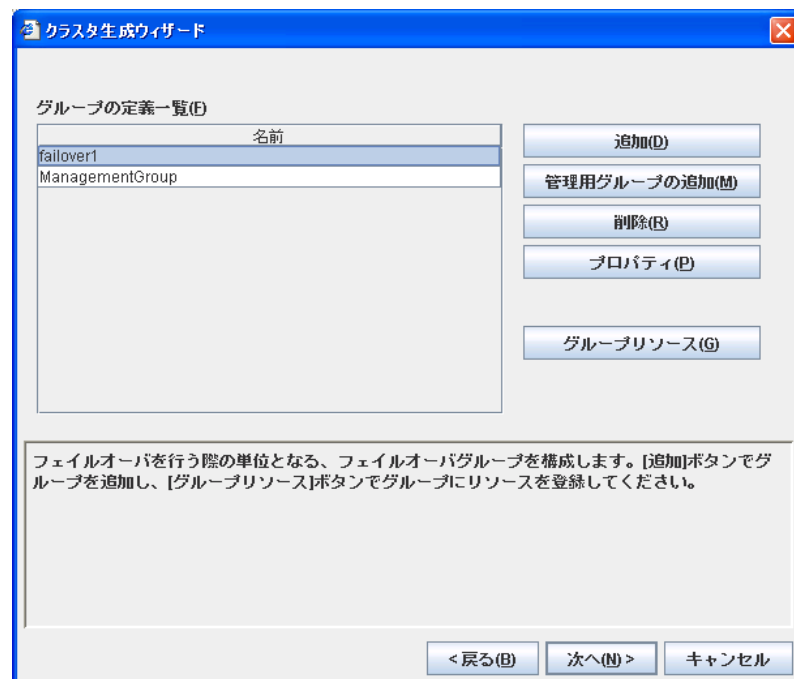 クラスタ生成ウィザード
グループの定義一覧(F)
名前
failover1
ManagementGroup
追加(D)
管理用グループの追加(M)
削除(R)
プロパティ(P)
グループリソース(G)
フェイルオーバを行う際の単位となる、フェイルオーバグループを構成します。[追加]ボタンでグ
ループを追加し、[グループリソース]ボタンでグループにリソースを登録してください。
< 戻る(B)
次へ(N) >
キャンセル